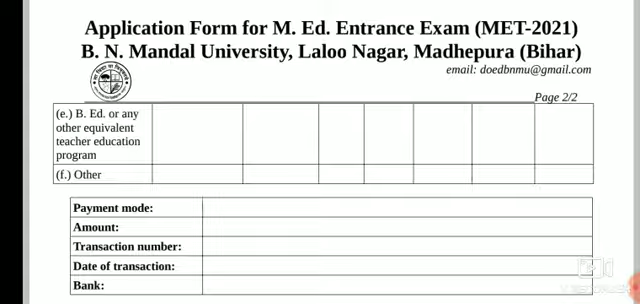 Application Form for M. Ed. Entrance Exam (MET-2021)
B. N. Mandal University, Laloo Nagar, Madhepura (Bihar)
email: doedbnmu@gmail.com
Page 2/2
(e.) B. Ed. or any
other equivalent
teacher education
program
(f.) Other
Payment mode:
Amount:
Transaction number:
Date of transaction:
Bank: